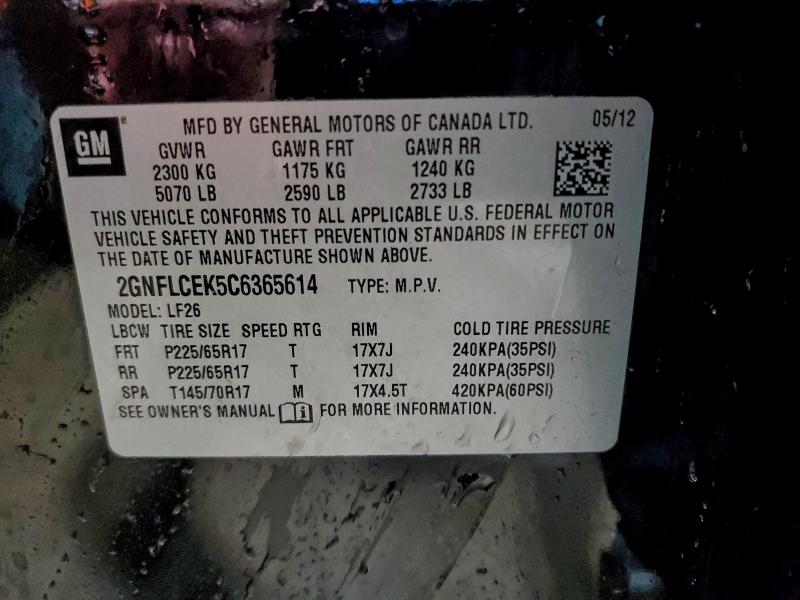 GM
MFD BY GENERAL MOTORS OF CANADA LTD. 05/12
GVWR GAWR FRT GAWR RR
2300 KG 1175 KG 1240 KG
5070 LB 2590 LB 2733 LB
THIS VEHICLE CONFORMS TO ALL APPLICABLE U.S. FEDERAL MOTOR
VEHICLE SAFETY AND THEFT PREVENTION STANDARDS IN EFFECT ON
THE DATE OF MANUFACTURE SHOWN ABOVE.
2GNFLCEK5C6365614 TYPE: M.P.V.
MODEL: LF26
LBCW TIRE SIZE SPEED RTG RIM COLD TIRE PRESSURE
FRT P225/65R17 T 17X7J 240KPA(35PSI)
RR P225/65R17 T 17X7J 240KPA(35PSI)
SPA T145/70R17 M 17X4.5T 420KPA(60PSI)
SEE OWNER'S MANUAL FOR MORE INFORMATION.